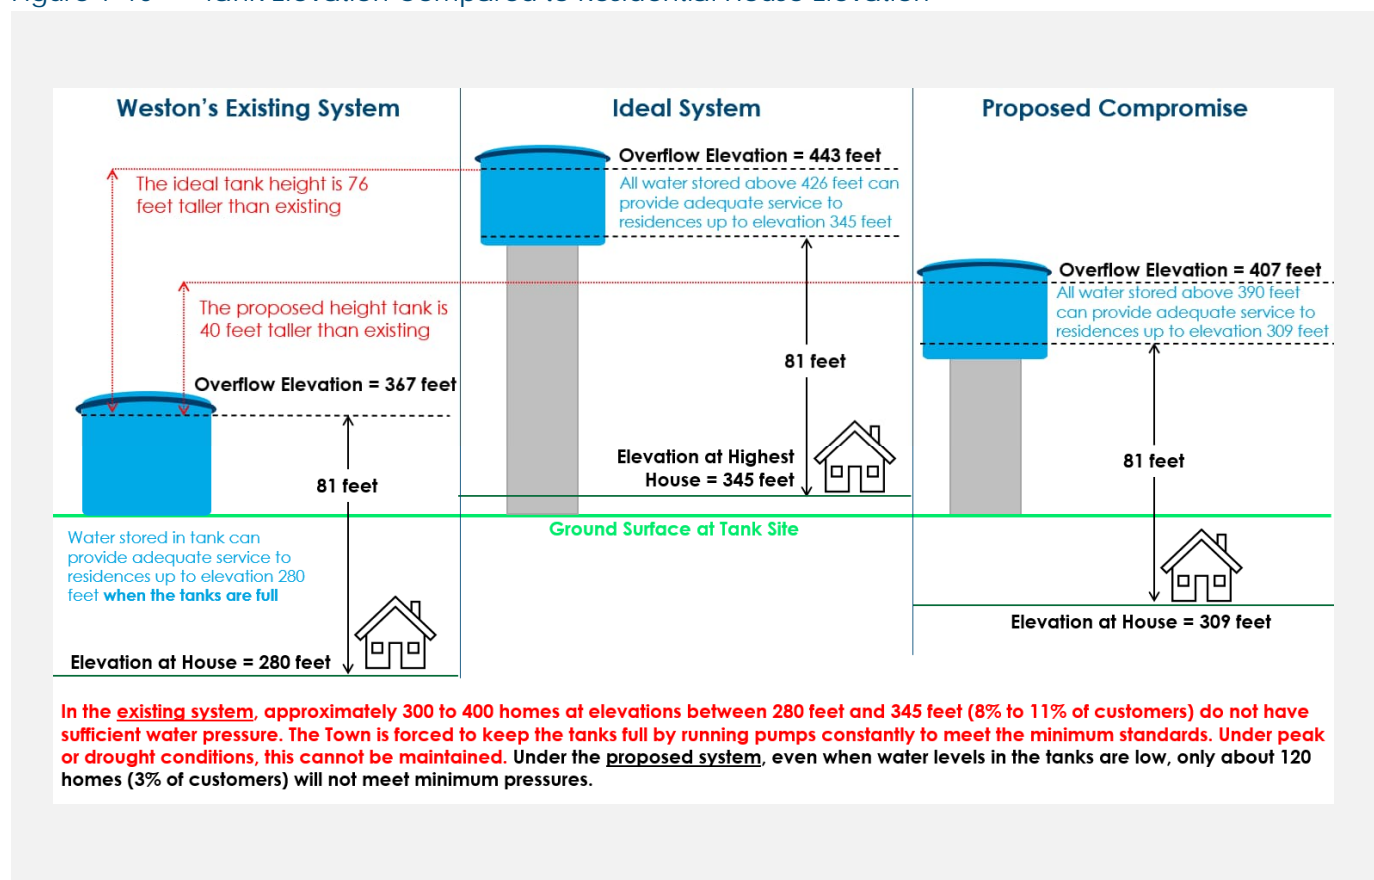 Weston's Existing System
The ideal tank height is 76
feet taller than existing
The proposed height tank is
40 feet taller than existing
Overflow Elevation = 367 feet
81 feet
Water stored in tank can
provide adequate service to
residences up to elevation 280
feet when the tanks are full
Elevation at House = 280 feet
Ideal System
Overflow Elevation = 443 feet
All water stored above 426 feet can
provide adequate service to
residences up to elevation 345 feet
81 feet
Elevation at Highest
House = 345 feet
Ground Surface at Tank Site
Proposed Compromise
Overflow Elevation = 407 feet
All water stored above 390 feet
can provide adequate service to
residences up to elevation 309 feet
81 feet
Elevation at House = 309 feet
In the existing system, approximately 300 to 400 homes at elevations between 280 feet and 345 feet (8% to 11% of customers) do not have
sufficient water pressure. The Town is forced to keep the tanks full by running pumps constantly to meet the minimum standards. Under peak
or drought conditions, this cannot be maintained. Under the proposed system, even when water levels in the tanks are low, only about 120
homes (3% of customers) will not meet minimum pressures.